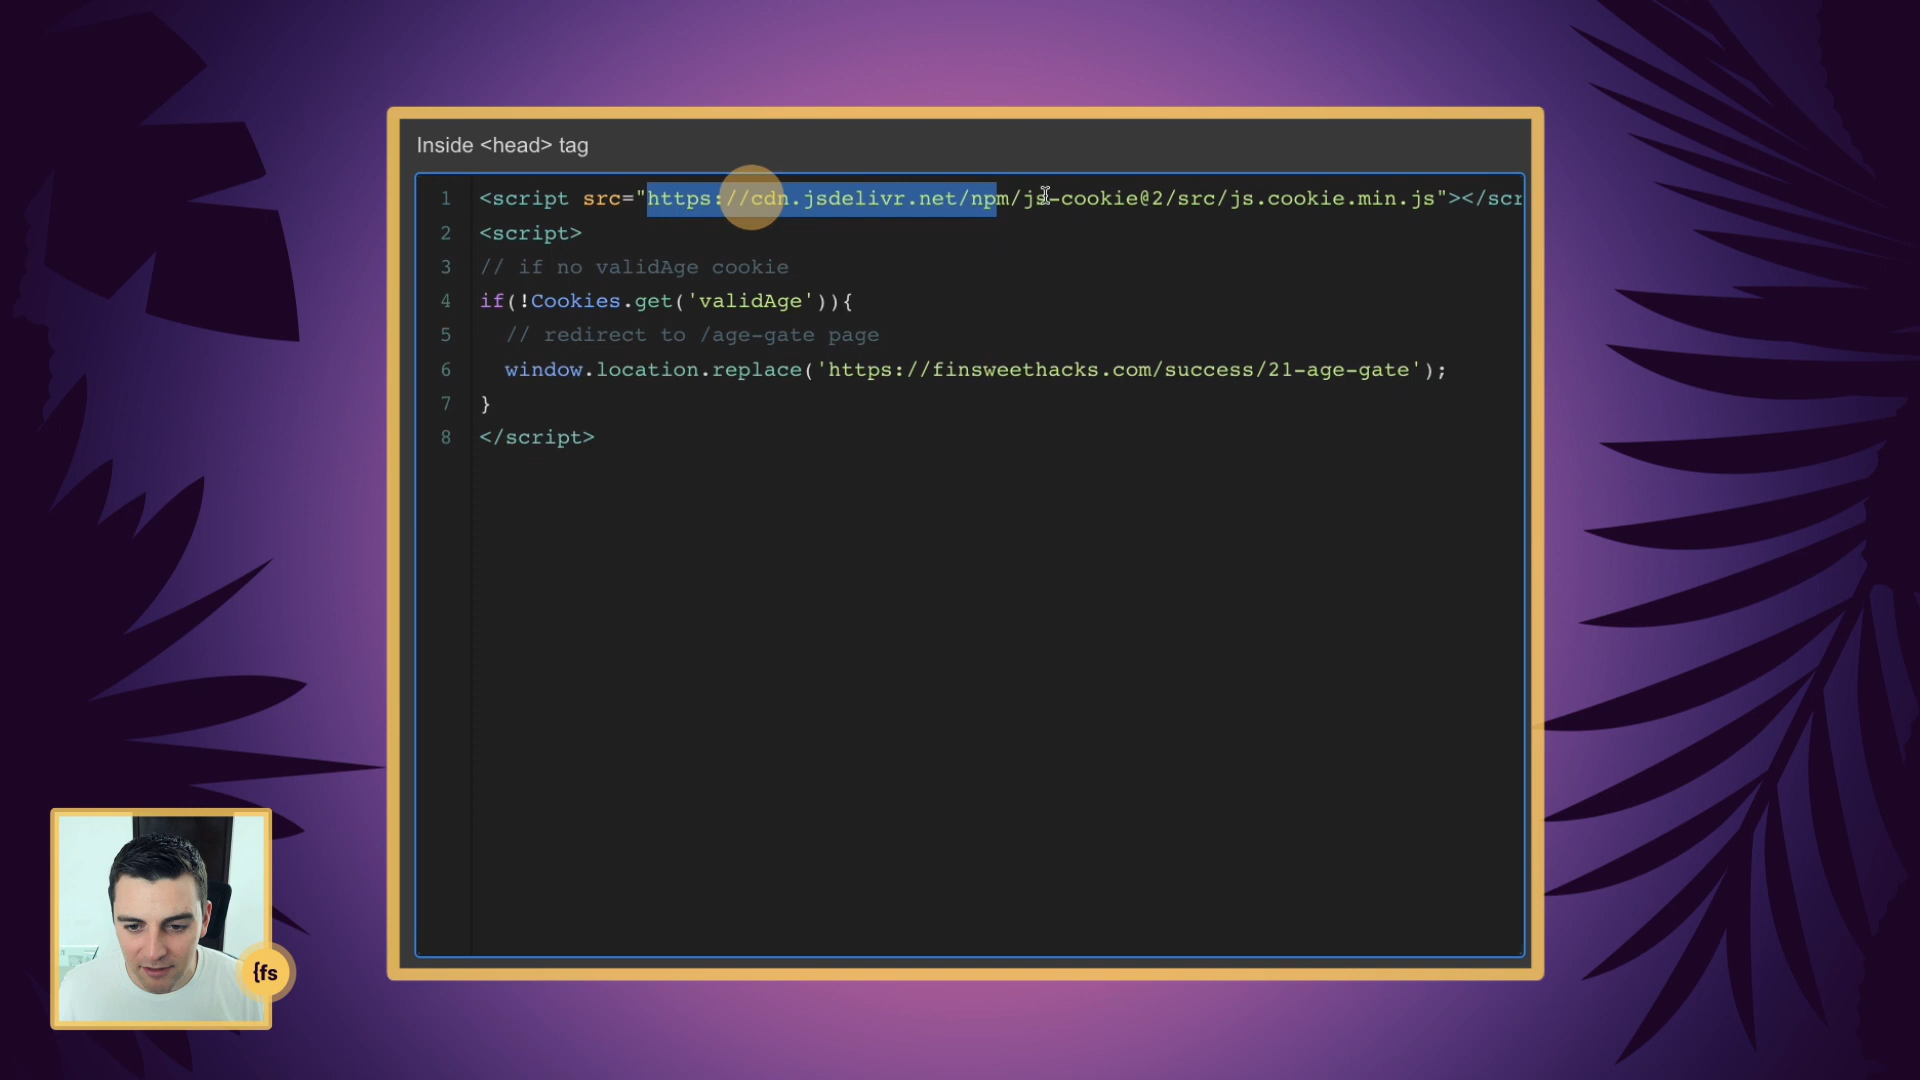 Inside <head> tag
1 <script src="https://cdn.jsdelivr.net/npm/js-cookie@2/src/js.cookie.min.js"></scr
2 <script>
3 // if no validAge cookie
4 if(!Cookies.get('validAge')){
5 // redirect to /age-gate page
6 window.location.replace('https://finsweethacks.com/success/21-age-gate');
7 }
8 </script>
{fs